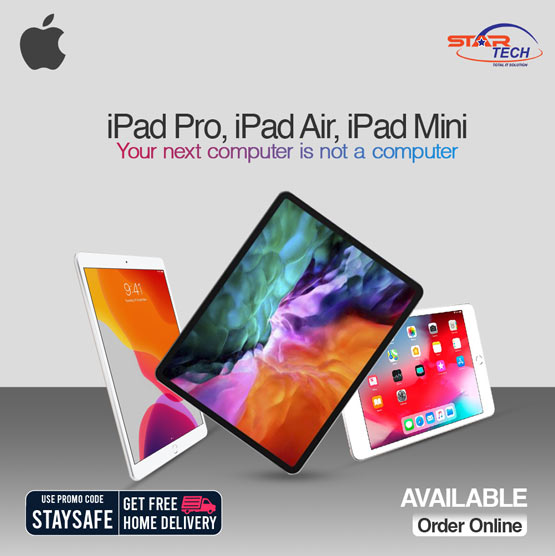 STAR
TECH
TOTAL IT SOLUTION
iPad Pro, iPad Air, iPad Mini
Your next computer is not a computer
9:41
USE PROMO CODE
STAYSAFE
GET FREE
HOME DELIVERY
AVAILABLE
Order Online